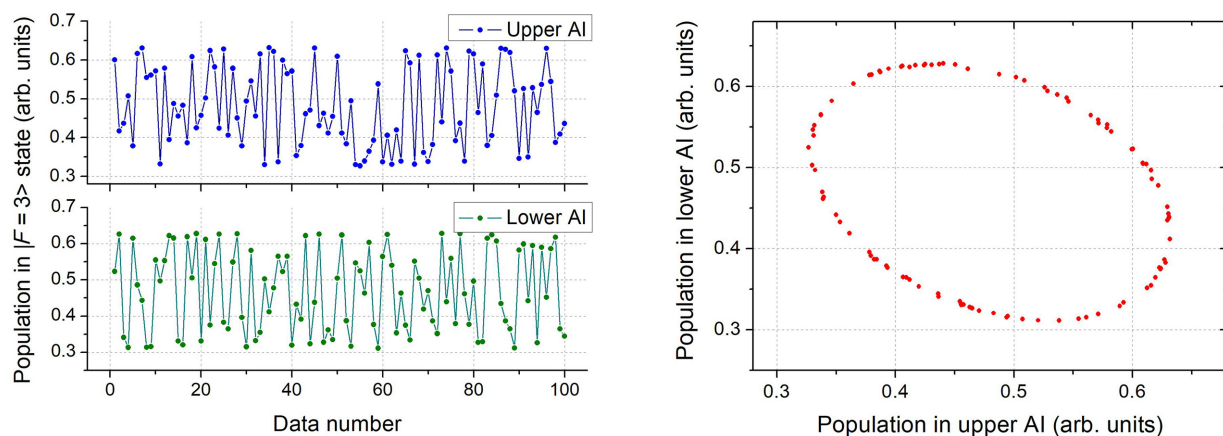 Population in |F = 3> state (arb. units)
0.7
0.6
0.5
0.4
0.3
Upper AI
0.7
0.6
0.5
0.4
0.3
Lower AI
0 20 40 60 80 100
Data number
Population in lower AI (arb. units)
0.6
0.5
0.4
0.3
0.3 0.4 0.5 0.6
Population in upper AI (arb. units)